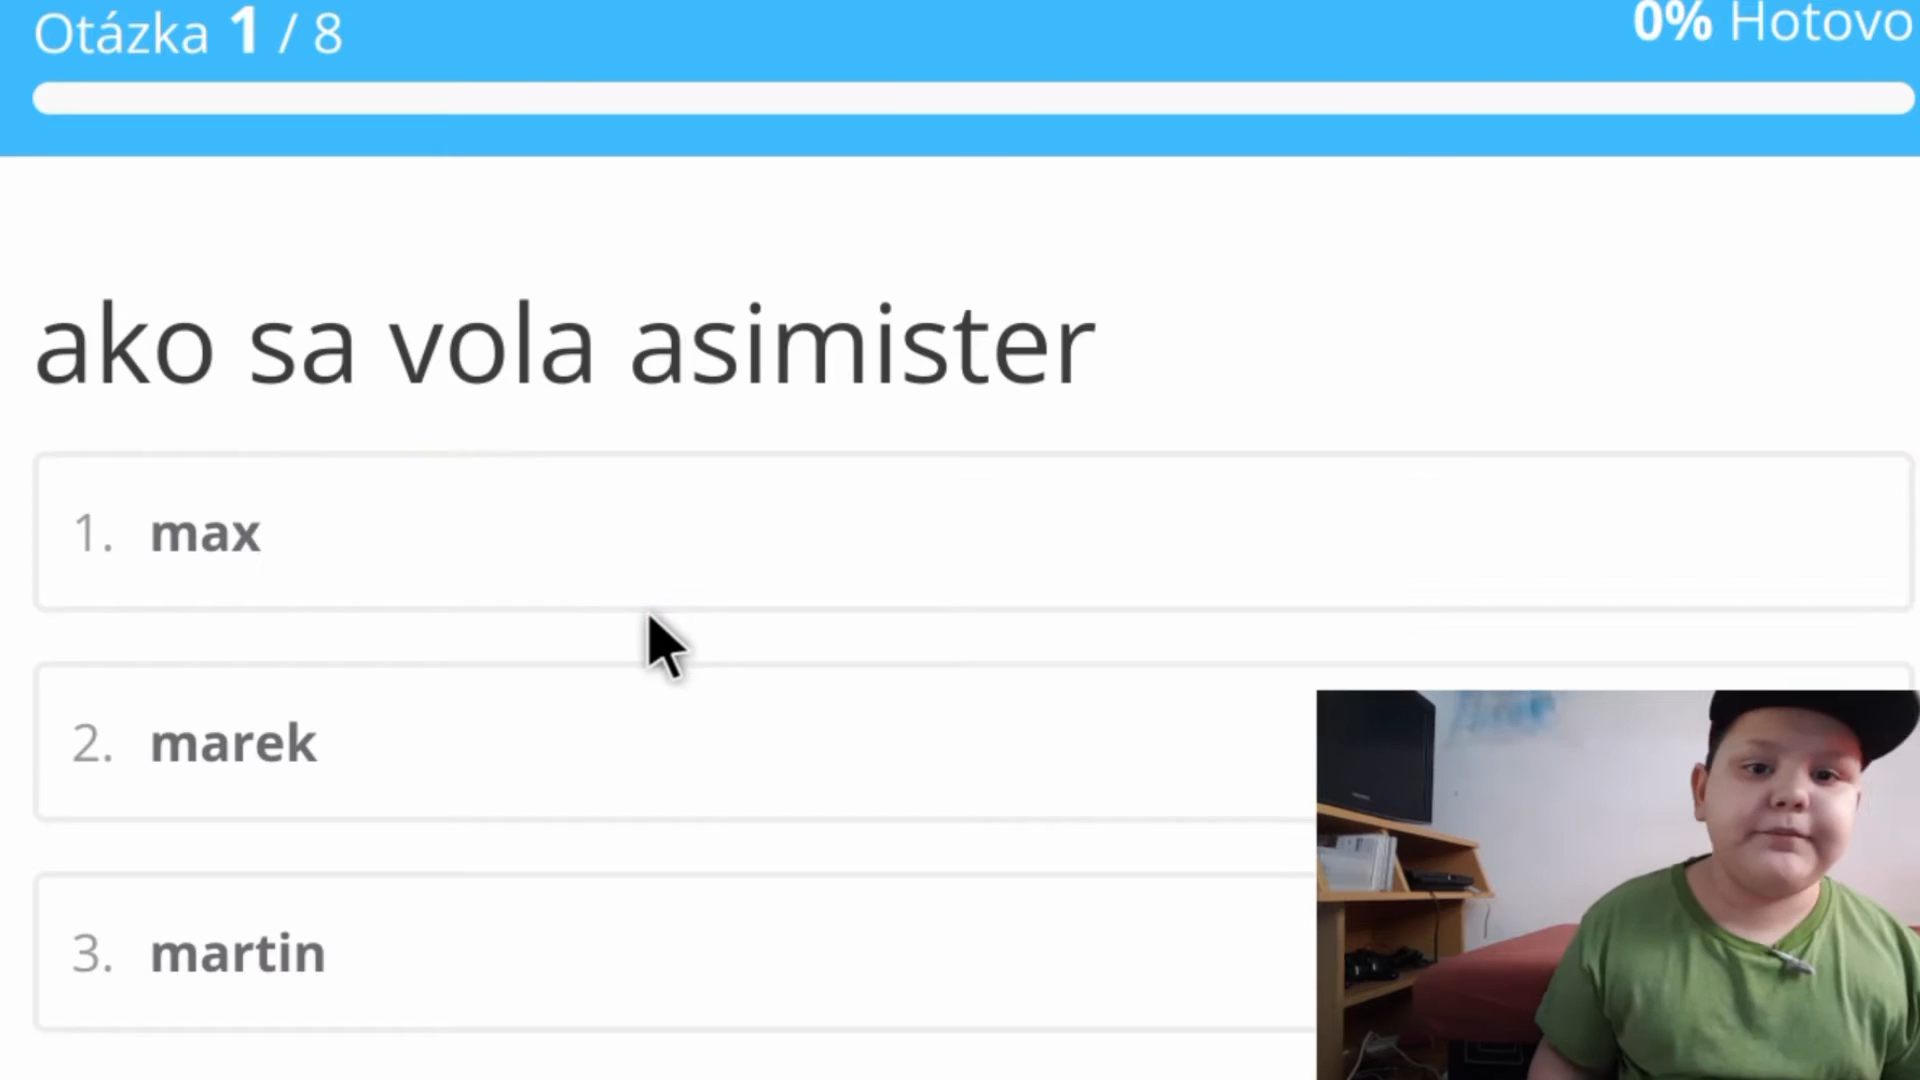 Otázka 1 / 8
0% Hotovo
ako sa vola asimister
1. max
2. marek
3. martin